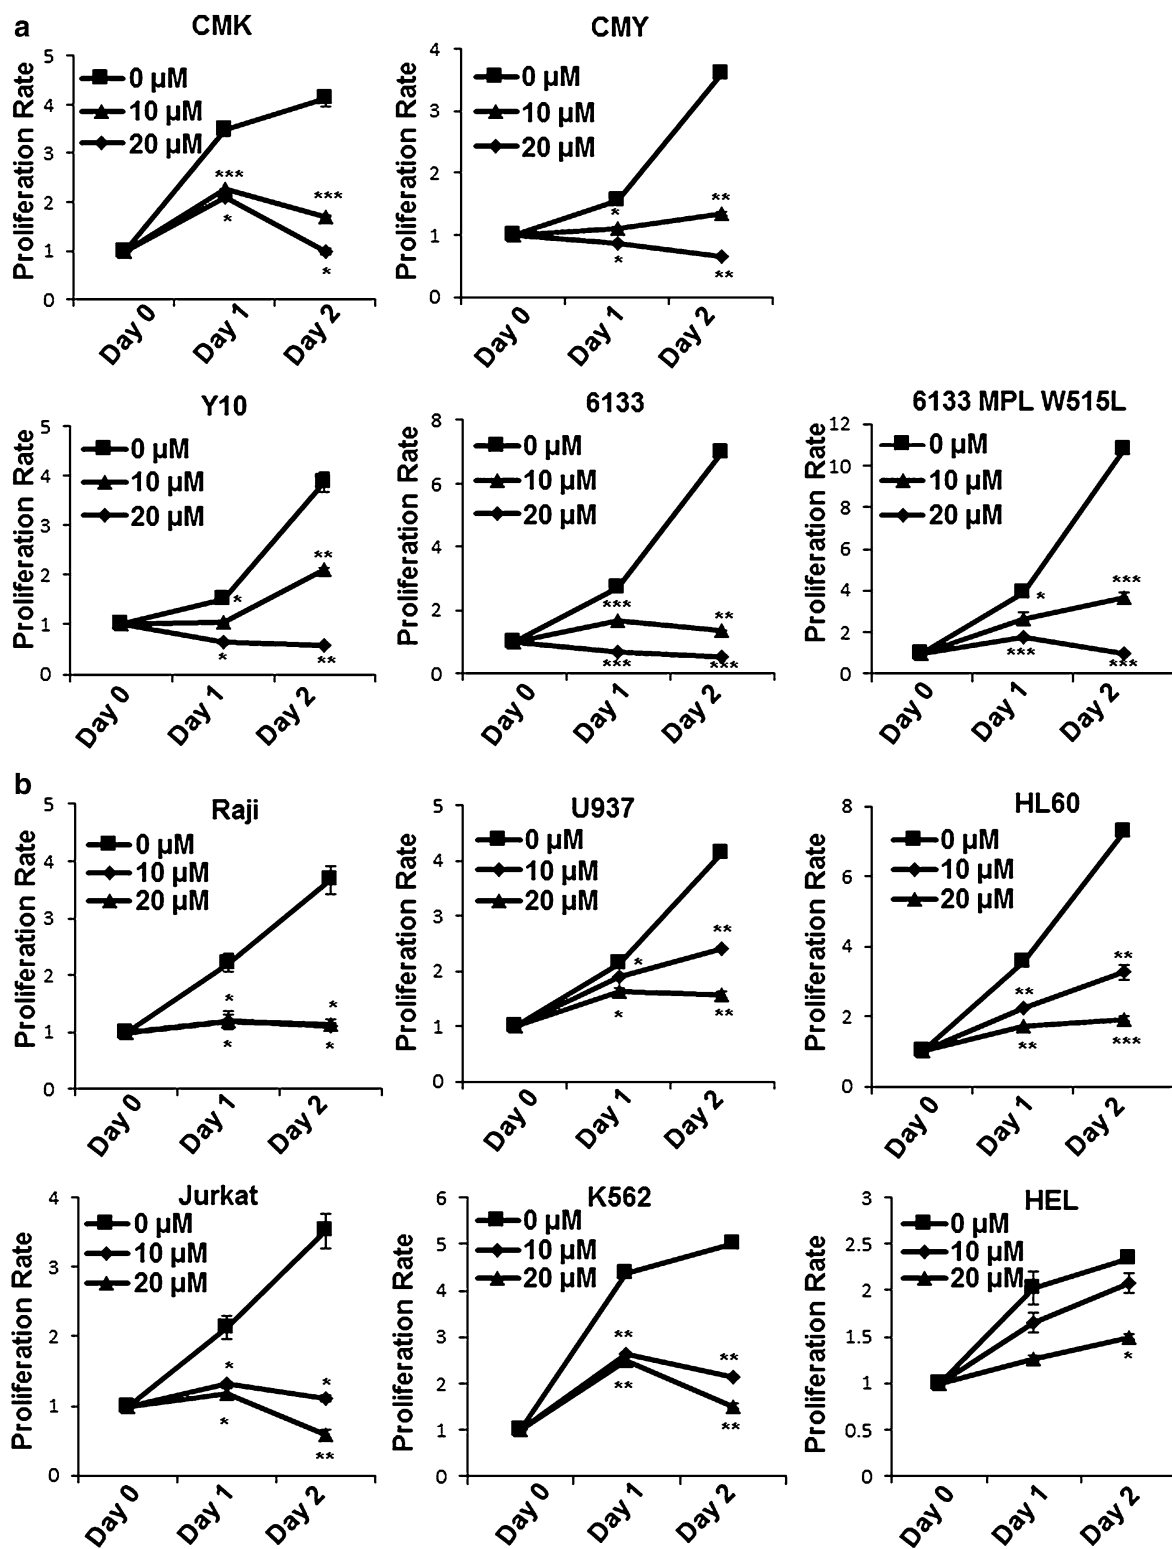 a
CMK
Proliferation Rate
5
4
3
2
1
0
0 µM
10 µM
20 µM
***
*
***
*
Day 0
Day 1
Day 2
CMY
Proliferation Rate
4
3
2
1
0
0 µM
10 µM
20 µM
*
*
**
**
Day 0
Day 1
Day 2
Y10
Proliferation Rate
5
4
3
2
1
0
0 µM
10 µM
20 µM
*
*
**
**
Day 0
Day 1
Day 2
6133
Proliferation Rate
8
6
4
2
0
0 µM
10 µM
20 µM
***
***
**
***
Day 0
Day 1
Day 2
6133 MPL W515L
Proliferation Rate
12
10
8
6
4
2
0
0 µM
10 µM
20 µM
*
***
***
***
Day 0
Day 1
Day 2
b
Raji
Proliferation Rate
5
4
3
2
1
0
0 µM
10 µM
20 µM
*
*
*
*
Day 0
Day 1
Day 2
U937
Proliferation Rate
5
4
3
2
1
0
0 µM
10 µM
20 µM
*
*
**
**
Day 0
Day 1
Day 2
HL60
Proliferation Rate
8
6
4
2
0
0 µM
10 µM
20 µM
**
**
**
***
Day 0
Day 1
Day 2
Jurkat
Proliferation Rate
4
3
2
1
0
0 µM
10 µM
20 µM
*
*
*
**
Day 0
Day 1
Day 2
K562
Proliferation Rate
6
5
4
3
2
1
0
0 µM
10 µM
20 µM
**
**
**
**
Day 0
Day 1
Day 2
HEL
Proliferation Rate
3
2.5
2
1.5
1
0.5
0
0 µM
10 µM
20 µM
*
Day 0
Day 1
Day 2